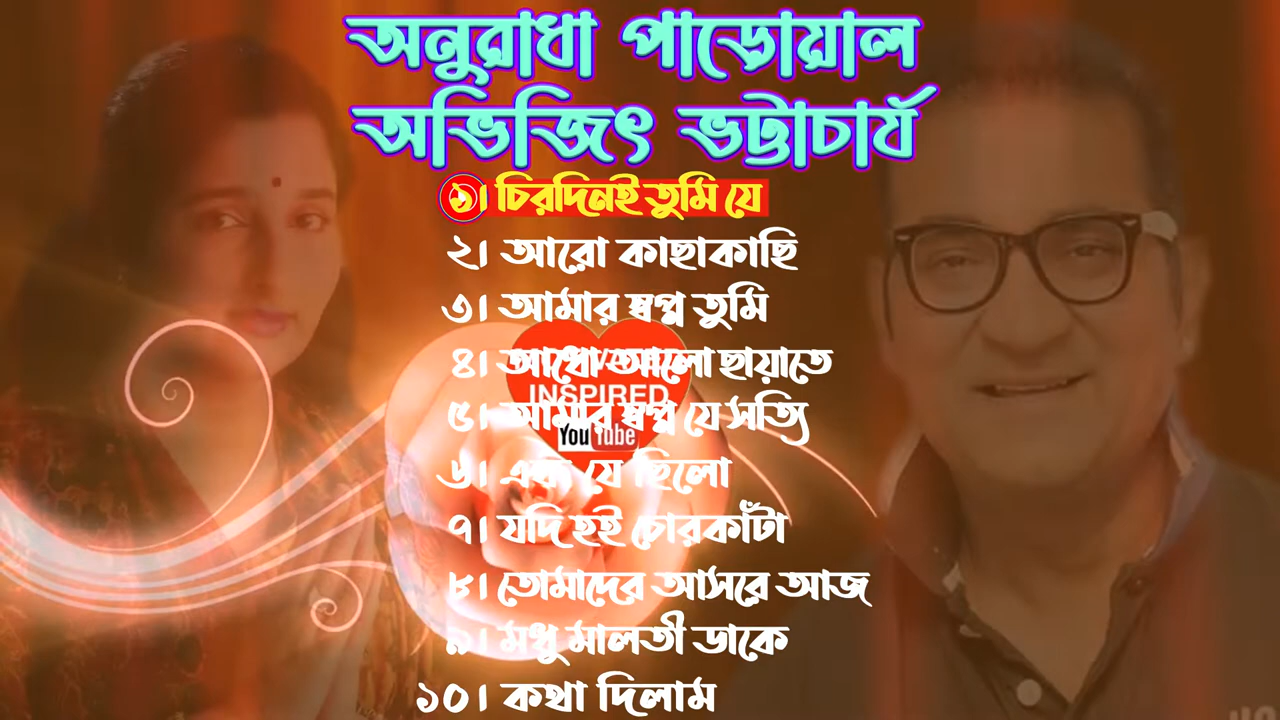 অনুরাধা পাড়োয়াল
অভিজিৎ ভট্টাচার্য
১। চিরদিনই তুমি যে
২। আরো কাছাকাছি
৩। আমার স্বপ্ন তুমি
৪। আধো আলো ছায়াতে
INSPIRED
৫। আমার স্বপ্ন যে সত্যি
YouTube
৬। এক যে ছিলো
৭। যদি হই চোরকাঁটা
৮। তোমাদের আসরে আজ
৯। মধু মালতী ডাকে
১০। কথা দিলাম